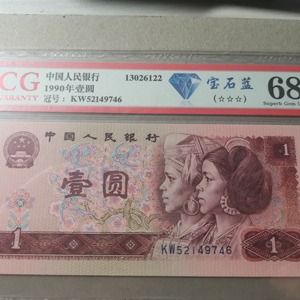 CG
WARRANTY
中国人民银行
1990年壹圆
冠号: KW52149746
13026122
宝石蓝
(☆☆☆)
68
Superb Gem
中国人民银行
壹圆
1
1
KW52149746